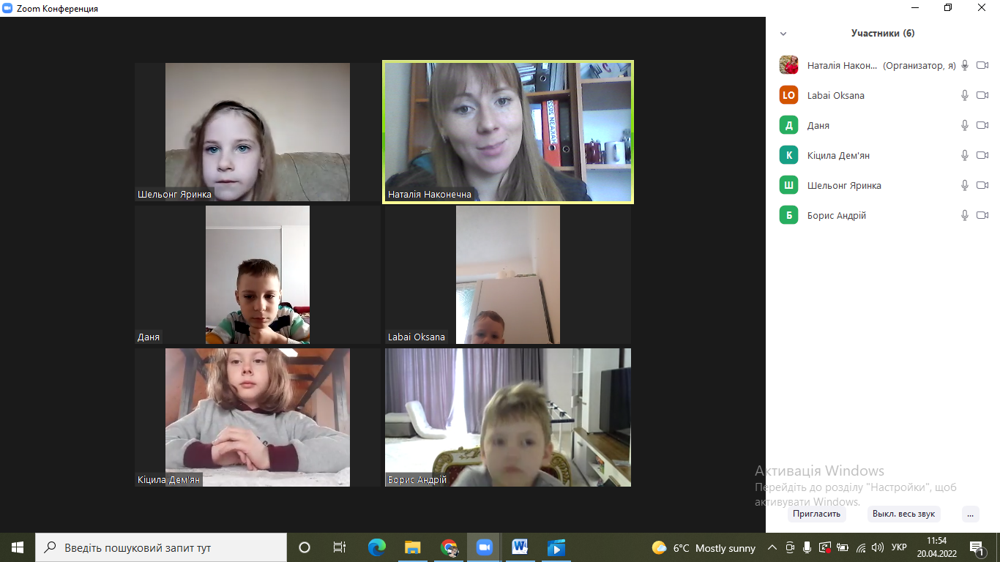 Zoom Конференция
Участники (6)
Наталія Након... (Организатор, я)
LO Labai Oksana
Д Даня
К Кіцила Дем'ян
Ш Шельонг Яринка
Б Борис Андрій
Шельонг Яринка
Наталія Наконечна
Даня
Labai Oksana
Кіцила Дем'ян
Борис Андрій
Активація Windows
Перейдіть до розділу "Настройки", щоб
активувати Windows.
Пригласить
Выкл. весь звук
...
Введіть пошуковий запит тут
6°C Mostly sunny
УКР
11:54
20.04.2022
1